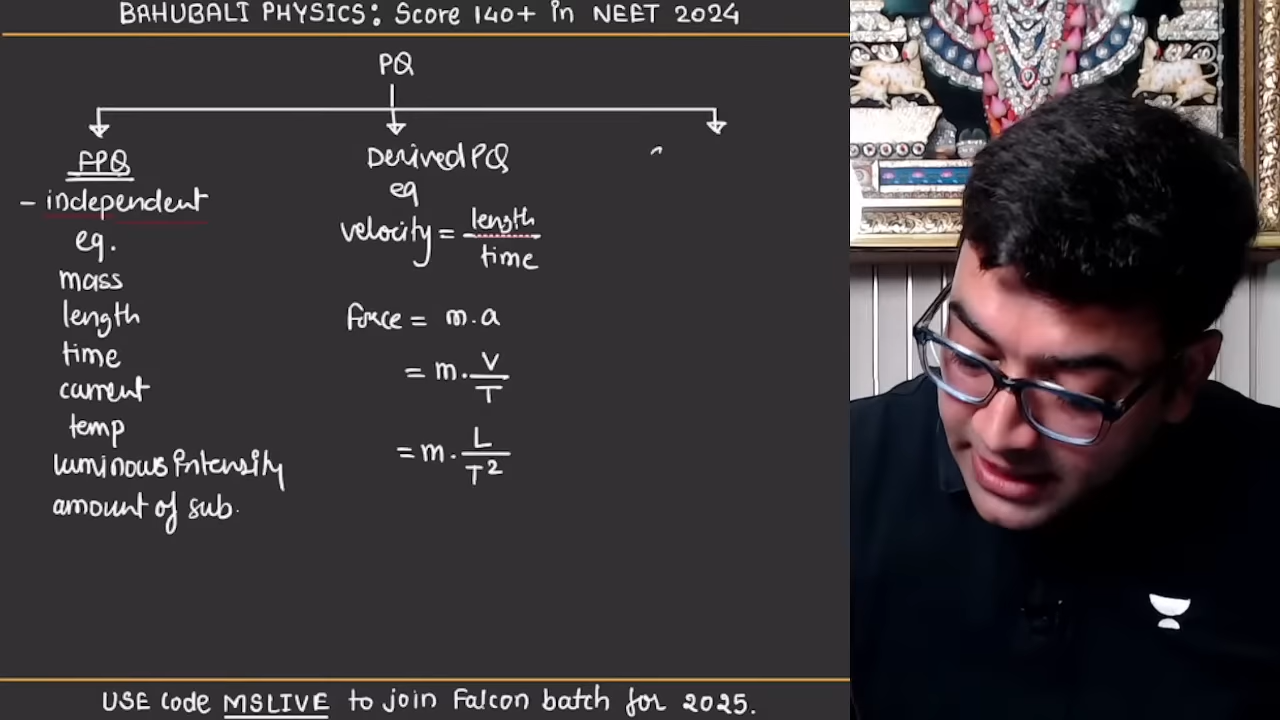 BAHUBALI PHYSICS: Score 140+ in NEET 2024
PQ
FPQ
- independent
eg.
mass
length
time
current
temp
luminous intensity
amount of sub.
Derived PQ
eg
velocity = length / time
force = m.a
= m. V / T
= m. L / T²
USE Code MSLIVE to join Falcon batch for 2025.